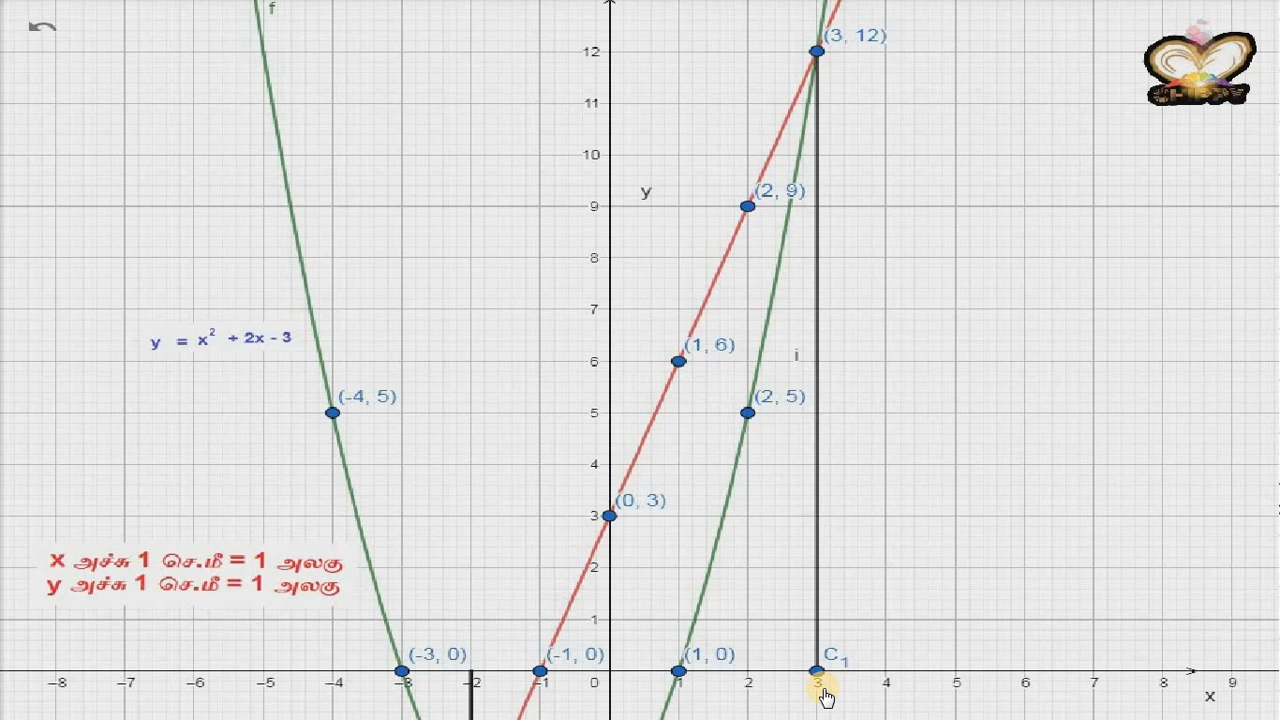 f
(3, 12)
SHIPPV
12
11
10
(2, 9)
y
9
8
7
y = x² + 2x - 3
(1, 6)
i
6
(-4, 5)
(2, 5)
5
4
(0, 3)
3
x அச்சு 1 செ.மீ = 1 அலகு
2
y அச்சு 1 செ.மீ = 1 அலகு
1
(-3, 0) (-1, 0) (1, 0) C₁
−8 −7 −6 −5 −4 −3 −2 −1 0 1 2 3 4 5 6 7 8 9
x